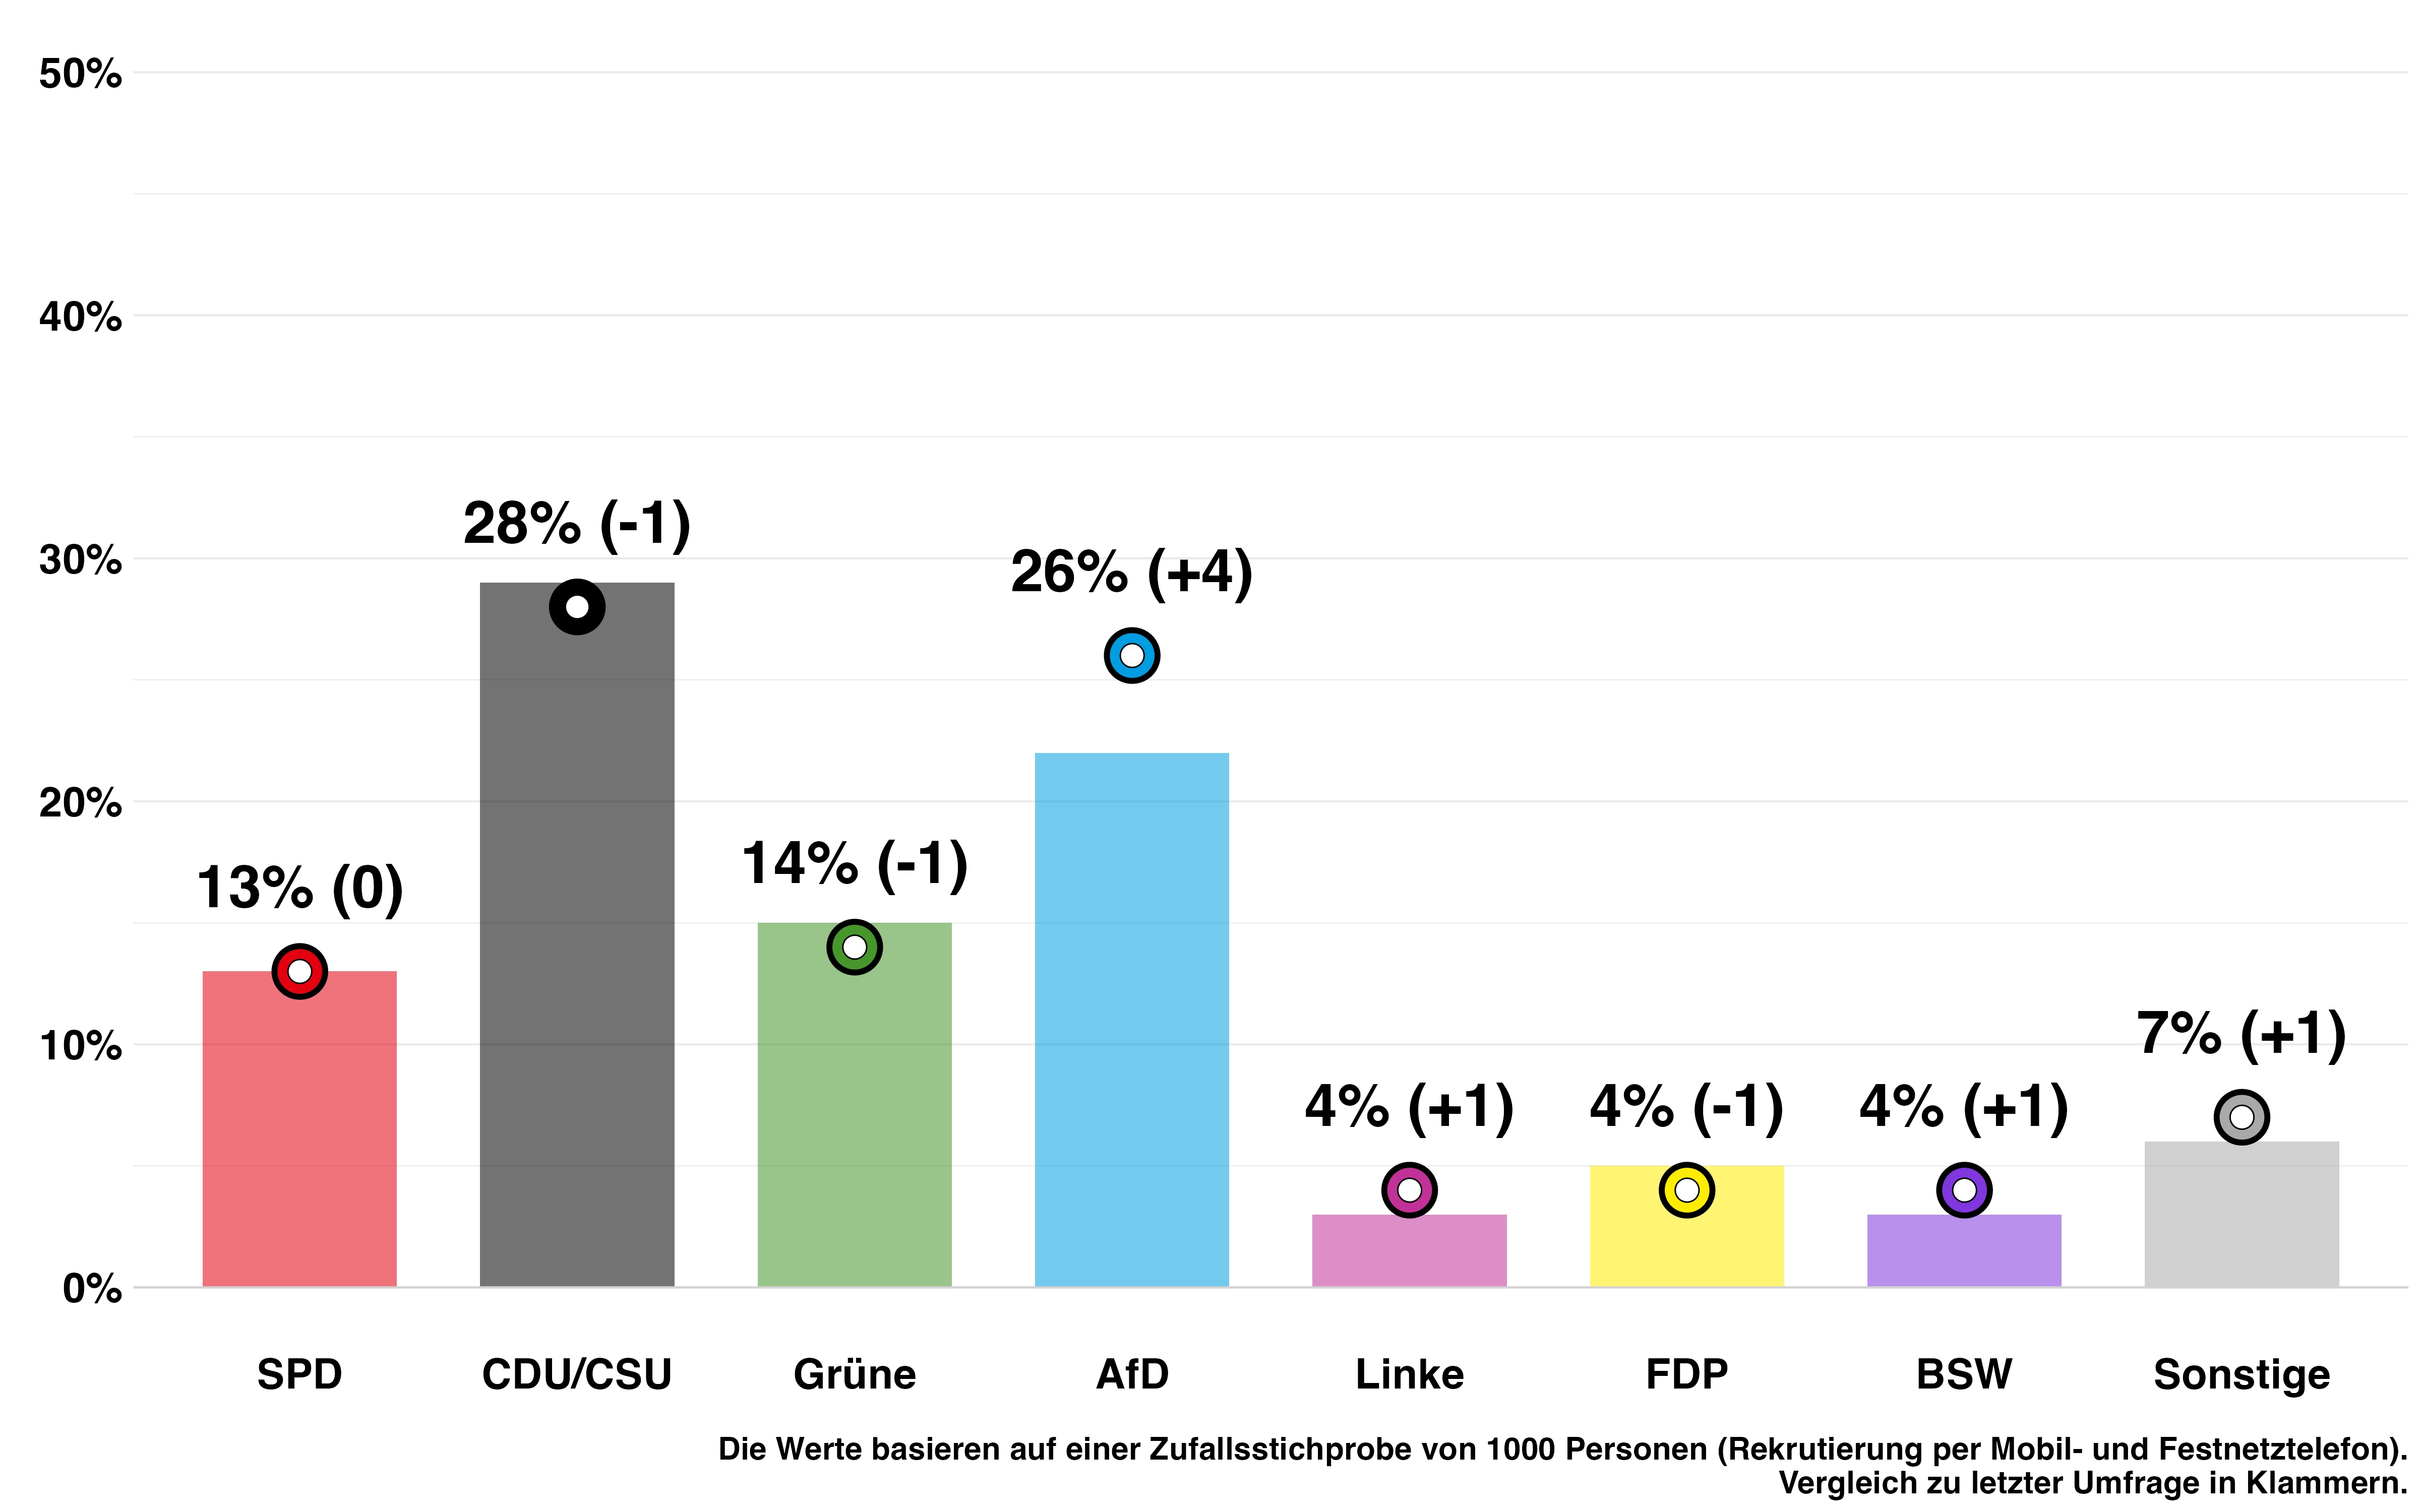 50%
40%
30%
20%
10%
0%
13% (0)
28% (-1)
14% (-1)
26% (+4)
4% (+1)
4% (-1)
4% (+1)
7% (+1)
SPD
CDU/CSU
Grüne
AfD
Linke
FDP
BSW
Sonstige
Die Werte basieren auf einer Zufallsstichprobe von 1000 Personen (Rekrutierung per Mobil- und Festnetztelefon).
Vergleich zu letzter Umfrage in Klammern.